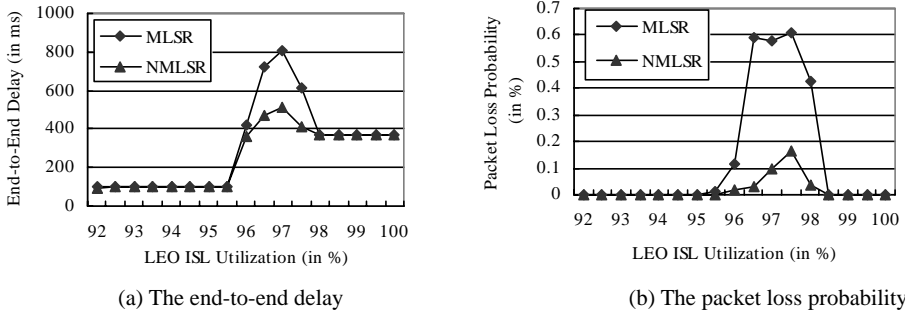 End-to-End Delay (in ms)
1000
800
600
400
200
0
MLSR
NMLSR
92 93 94 95 96 97 98 99 100
LEO ISL Utilization (in %)
(a) The end-to-end delay
Packet Loss Probability
(in %)
0.7
0.6
0.5
0.4
0.3
0.2
0.1
0
MLSR
NMLSR
92 93 94 95 96 97 98 99 100
LEO ISL Utilization (in %)
(b) The packet loss probability